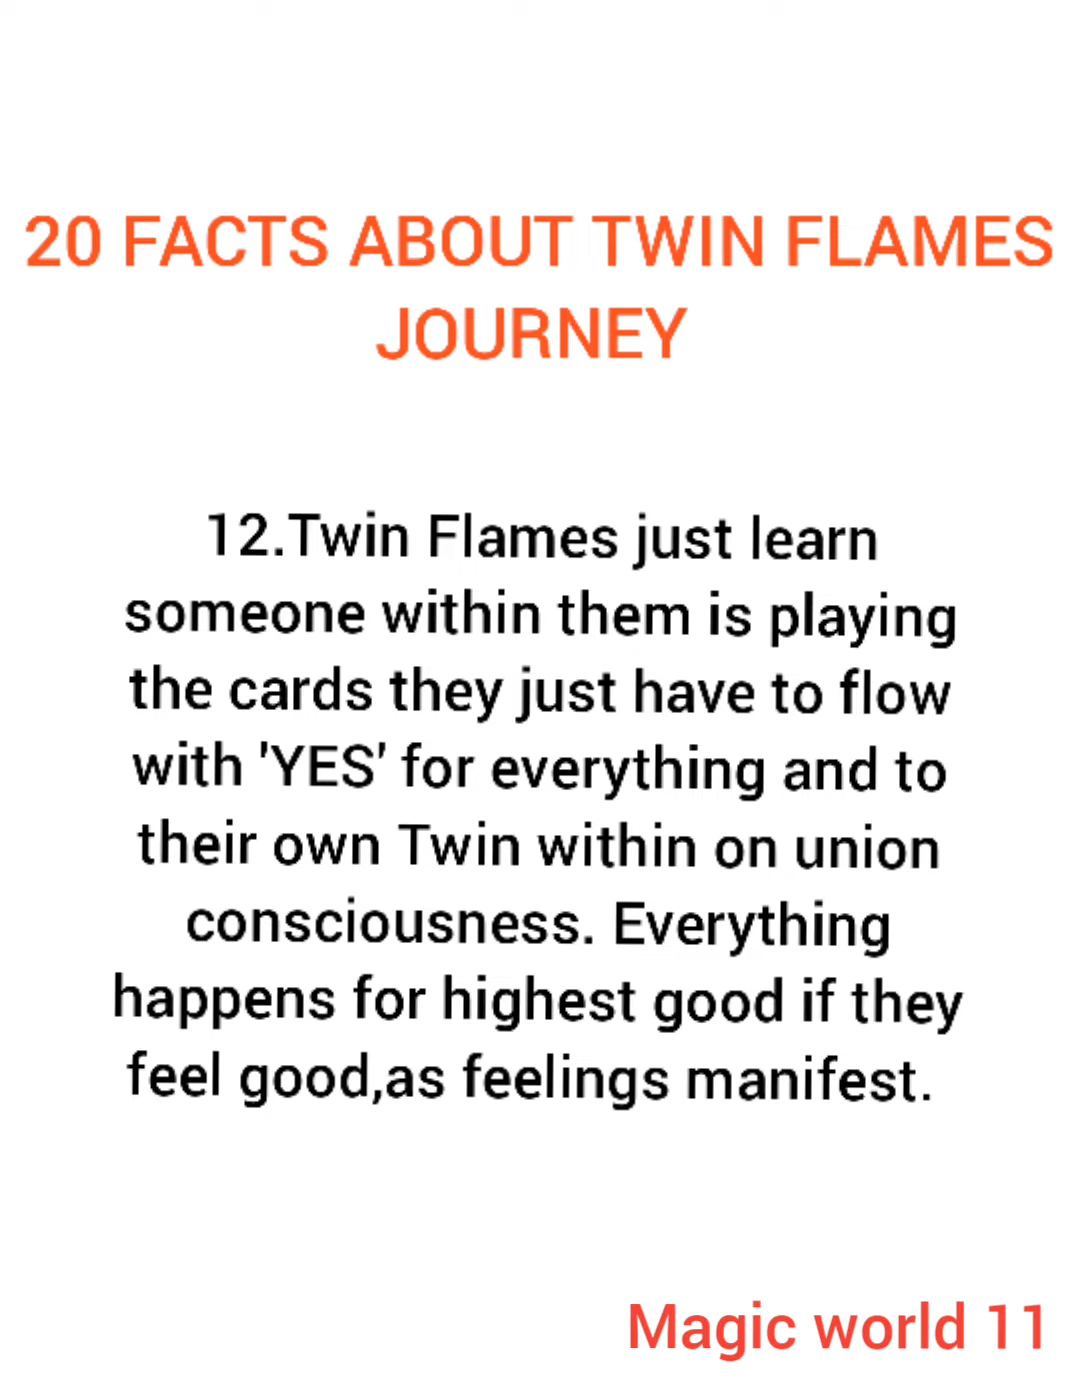 20 FACTS ABOUT TWIN FLAMES
JOURNEY
12.Twin Flames just learn
someone within them is playing
the cards they just have to flow
with 'YES' for everything and to
their own Twin within on union
consciousness. Everything
happens for highest good if they
feel good,as feelings manifest.
Magic world 11